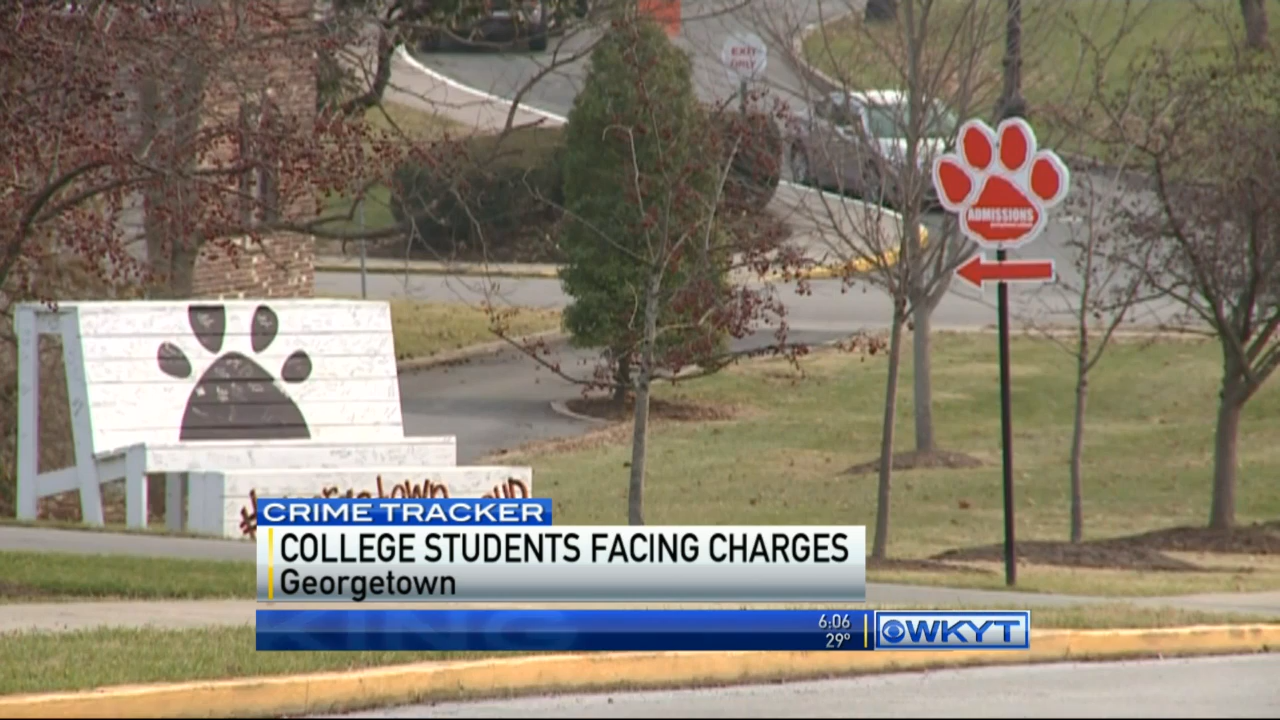 EXIT
ONLY
ADMISSIONS
CRIME TRACKER
COLLEGE STUDENTS FACING CHARGES
Georgetown
6:06
29°
WKYT